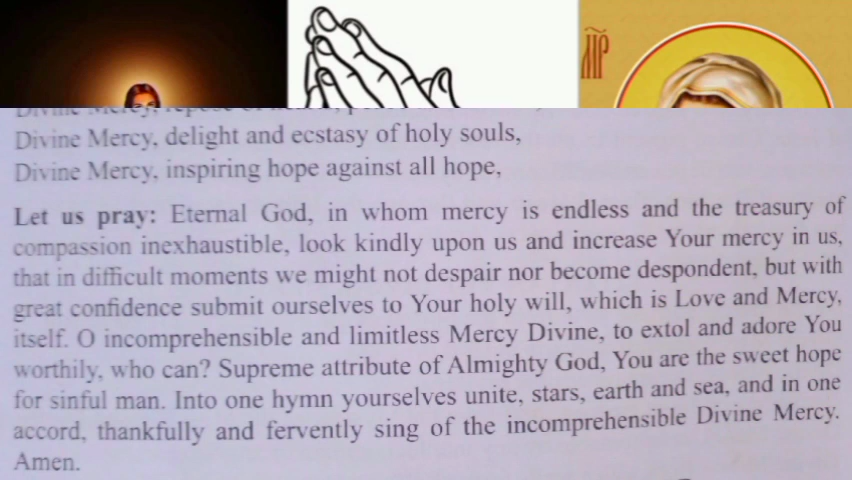 ΜΡ
Divine Mercy,
Divine Mercy, delight and ecstasy of holy souls,
Divine Mercy, inspiring hope against all hope,
Let us pray: Eternal God, in whom mercy is endless and the treasury of
compassion inexhaustible, look kindly upon us and increase Your mercy in us,
that in difficult moments we might not despair nor become despondent, but with
great confidence submit ourselves to Your holy will, which is Love and Mercy,
itself. O incomprehensible and limitless Mercy Divine, to extol and adore You
worthily, who can? Supreme attribute of Almighty God, You are the sweet hope
for sinful man. Into one hymn yourselves unite, stars, earth and sea, and in one
accord, thankfully and fervently sing of the incomprehensible Divine Mercy.
Amen.